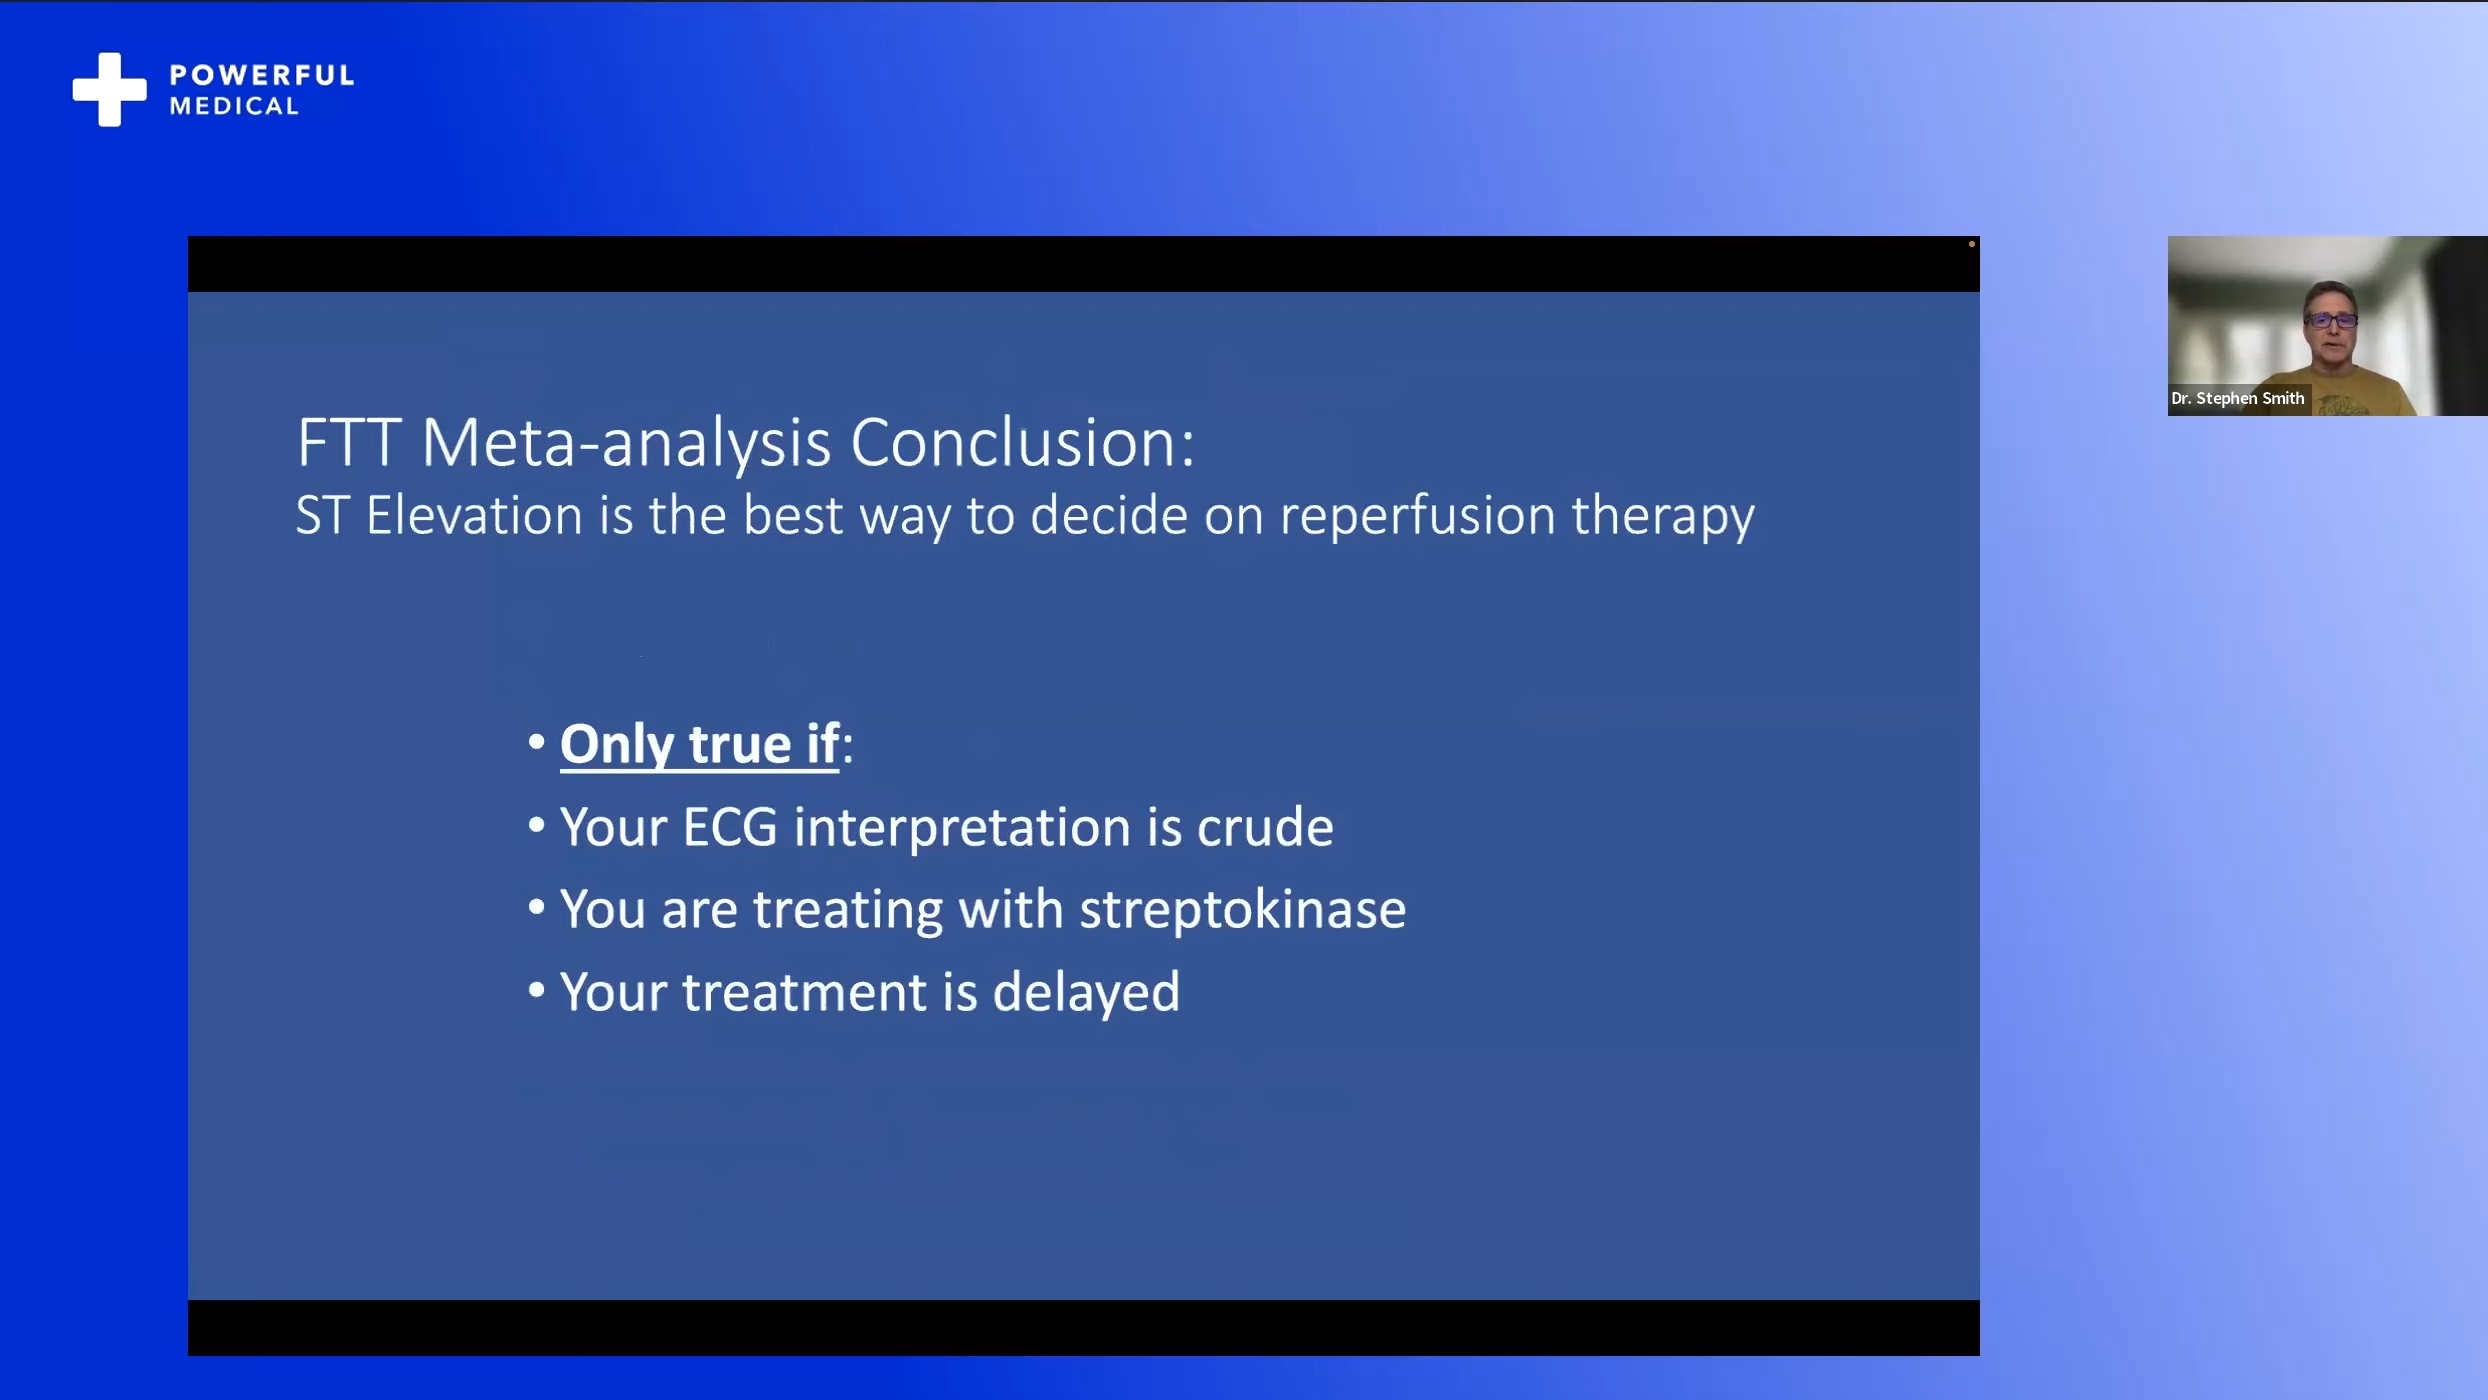 POWERFUL
MEDICAL
FTT Meta-analysis Conclusion:
ST Elevation is the best way to decide on reperfusion therapy
• Only true if:
• Your ECG interpretation is crude
• You are treating with streptokinase
• Your treatment is delayed
Dr. Stephen Smith